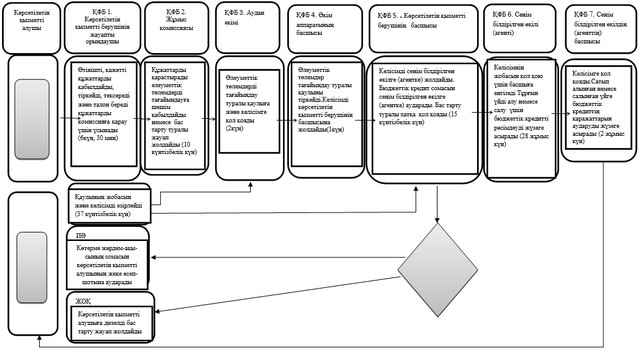 Көрсетілетін
қызметті
алушы
ҚФБ 1.
Көрсетілетін
қызметті берушінің
жауапты
орындаушы
ҚФБ 2.
Жұмыс
комиссиясы
ҚФБ 3. Аудан
әкімі
ҚФБ 4. Әкім
аппаратының
басшысы
ҚФБ 5. - Көрсетілетін қызметті
берушінің басшысы
ҚФБ 6. Сенім
білдірілген өкілі
(агенті)
ҚФБ 7. Сенім
білдірілген өкілдің
(агенттің)
басшысы
Өтінішті, қажетті
құжаттарды
қабылдайды,
тіркейді, тексереді
және талон береді
құжаттарды
комиссияға қарау
үшін ұсынады
(6күн, 30 мин)
Құжаттарды
қарастырады
әлеуметтік
төлемдерді
тағайындауға
шешім
қабылдайды
немесе бас
тарту туралы
жауап
жолдайды (10
күнтізбелік күн)
Әлеуметтік
төлемдерді
тағайындау
туралы қаулыға
және келісімге
қол қояды
(2күн)
Әлеуметтік
төлемдер
тағайындау туралы
қаулыны
тіркейді.Келісімді
көрсетілетін
қызметті берушінің
басшысына
жолдайды(1күн)
Келісімді сенім білдірілген
өкілге (агентке) жолдайды.
Бюджеттік кредит сомасын
сенім білдірілген өкілге
(агентке) аударады. Бас тарту
туралы хатқа қол қояды (15
күнтізбелік күн)
Келісімнің
жобасын қол қою
үшін басшыға
енгізеді Тұрғын
үйді алу немесе
салу үшін
бюджеттік кредитті
ресімдеуді жүзеге
асырады (28 жұмыс
күн)
Келісімге қол
қояды.Сатып
алынған немесе
салынған үйге
бюджеттік
кредиттік
қаражаттарын
аударуды жүзеге
асырады (2 жұмыс
күн)
Қаулының жобасын
және келісімді әзірлейді
(37 күнтізбелік күн)
ИӘ
Көтерме жәрдем-ақы-
сының сомасын
көрсетілетін қызметті
алушының жеке есеп-
шотына аударады
ЖОҚ
Көрсетілетін қызметті
алушыға дәлелді бас
тарту жауап жолдайды